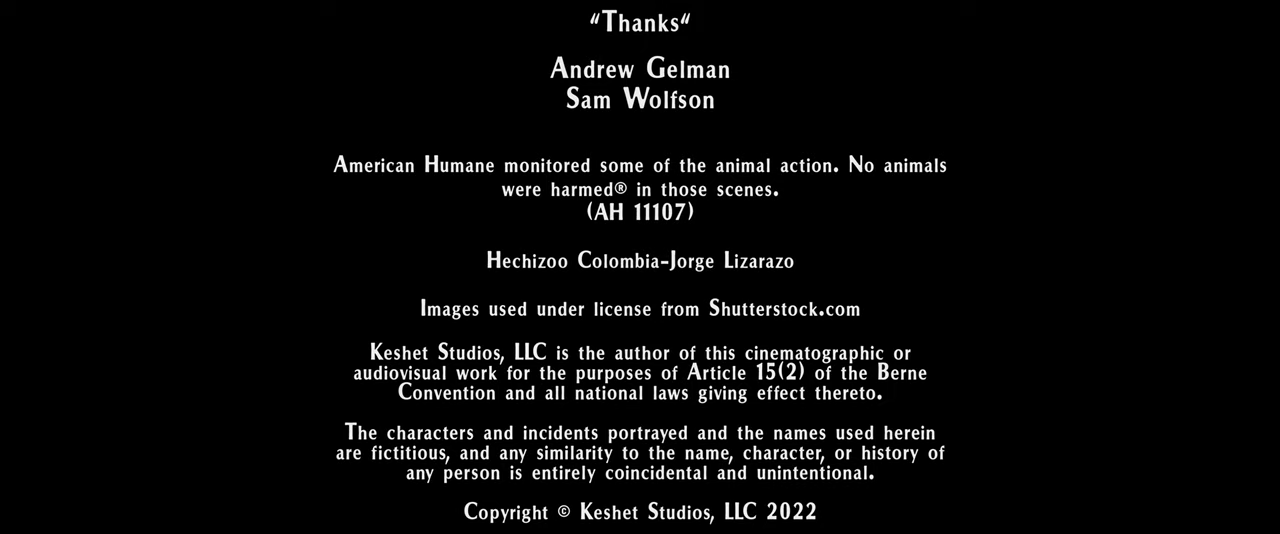 “Thanks“
Andrew Gelman
Sam Wolfson
American Humane monitored some of the animal action. No animals
were harmed® in those scenes.
(AH 11107)
Hechizoo Colombia-Jorge Lizarazo
Images used under license from Shutterstock.com
Keshet Studios, LLC is the author of this cinematographic or
audiovisual work for the purposes of Article 15(2) of the Berne
Convention and all national laws giving effect thereto.
The characters and incidents portrayed and the names used herein
are fictitious, and any similarity to the name, character, or history of
any person is entirely coincidental and unintentional.
Copyright © Keshet Studios, LLC 2022